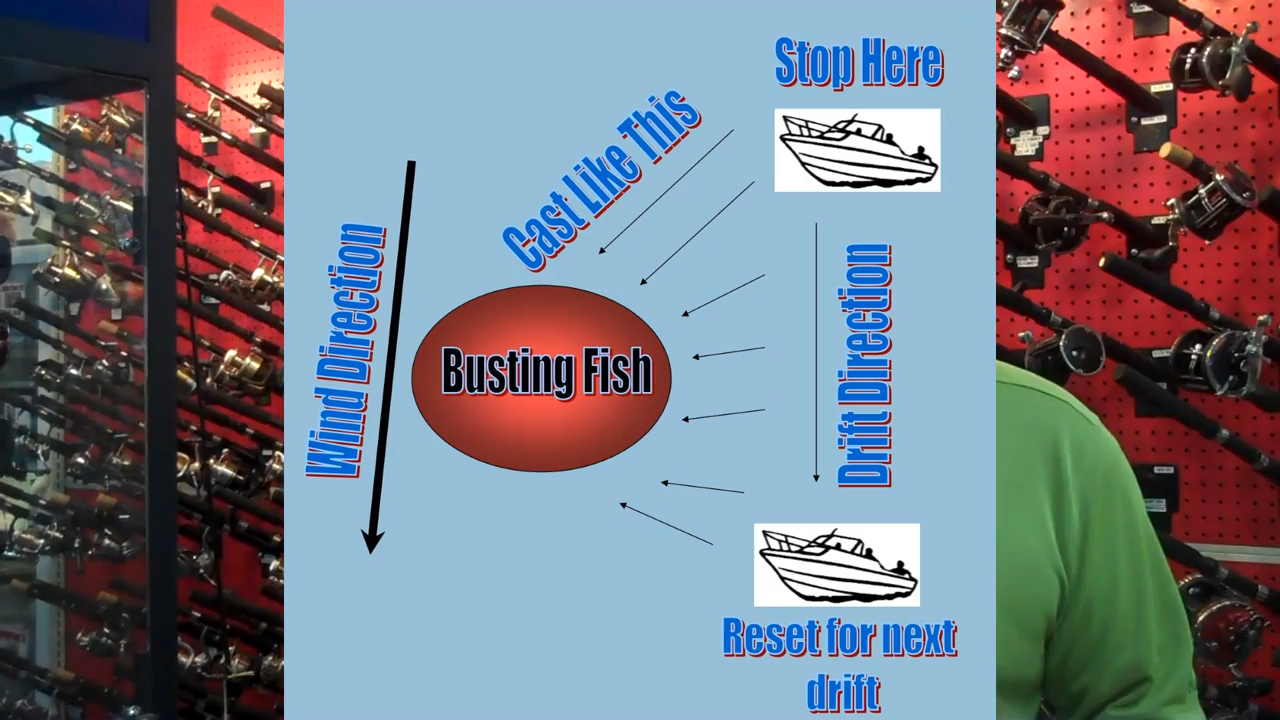 Stop Here
Cast Like This
Wind Direction
Busting Fish
Drift Direction
Reset for next
drift